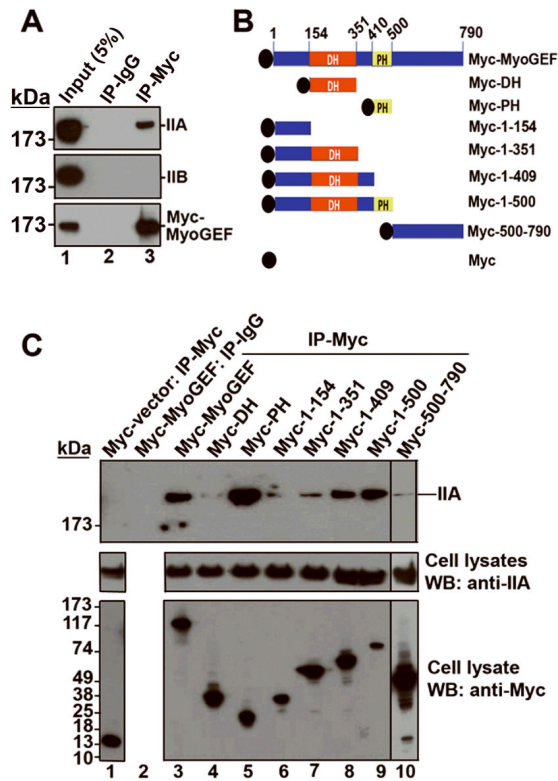 A
Input (5%)
IP-IgG
IP-Myc
kDa
173
IIA
IIB
173
Myc-
MyoGEF
1 2 3
B
1 154 351 410 500 790
DH PH Myc-MyoGEF
DH Myc-DH
PH Myc-PH
Myc-1-154
DH Myc-1-351
DH Myc-1-409
DH PH Myc-1-500
Myc-500-790
Myc
C
IP-Myc
Myc-vector: IP-Myc
Myc-MyoGEF: IP-IgG
Myc-MyoGEF
Myc-DH
Myc-PH
Myc-1-154
Myc-1-351
Myc-1-409
Myc-1-500
Myc-500-790
kDa
IIA
173
Cell lysates
WB: anti-IIA
173
117
74
49
38
25
18
13
10
Cell lysate
WB: anti-Myc
1 2 3 4 5 6 7 8 9 10